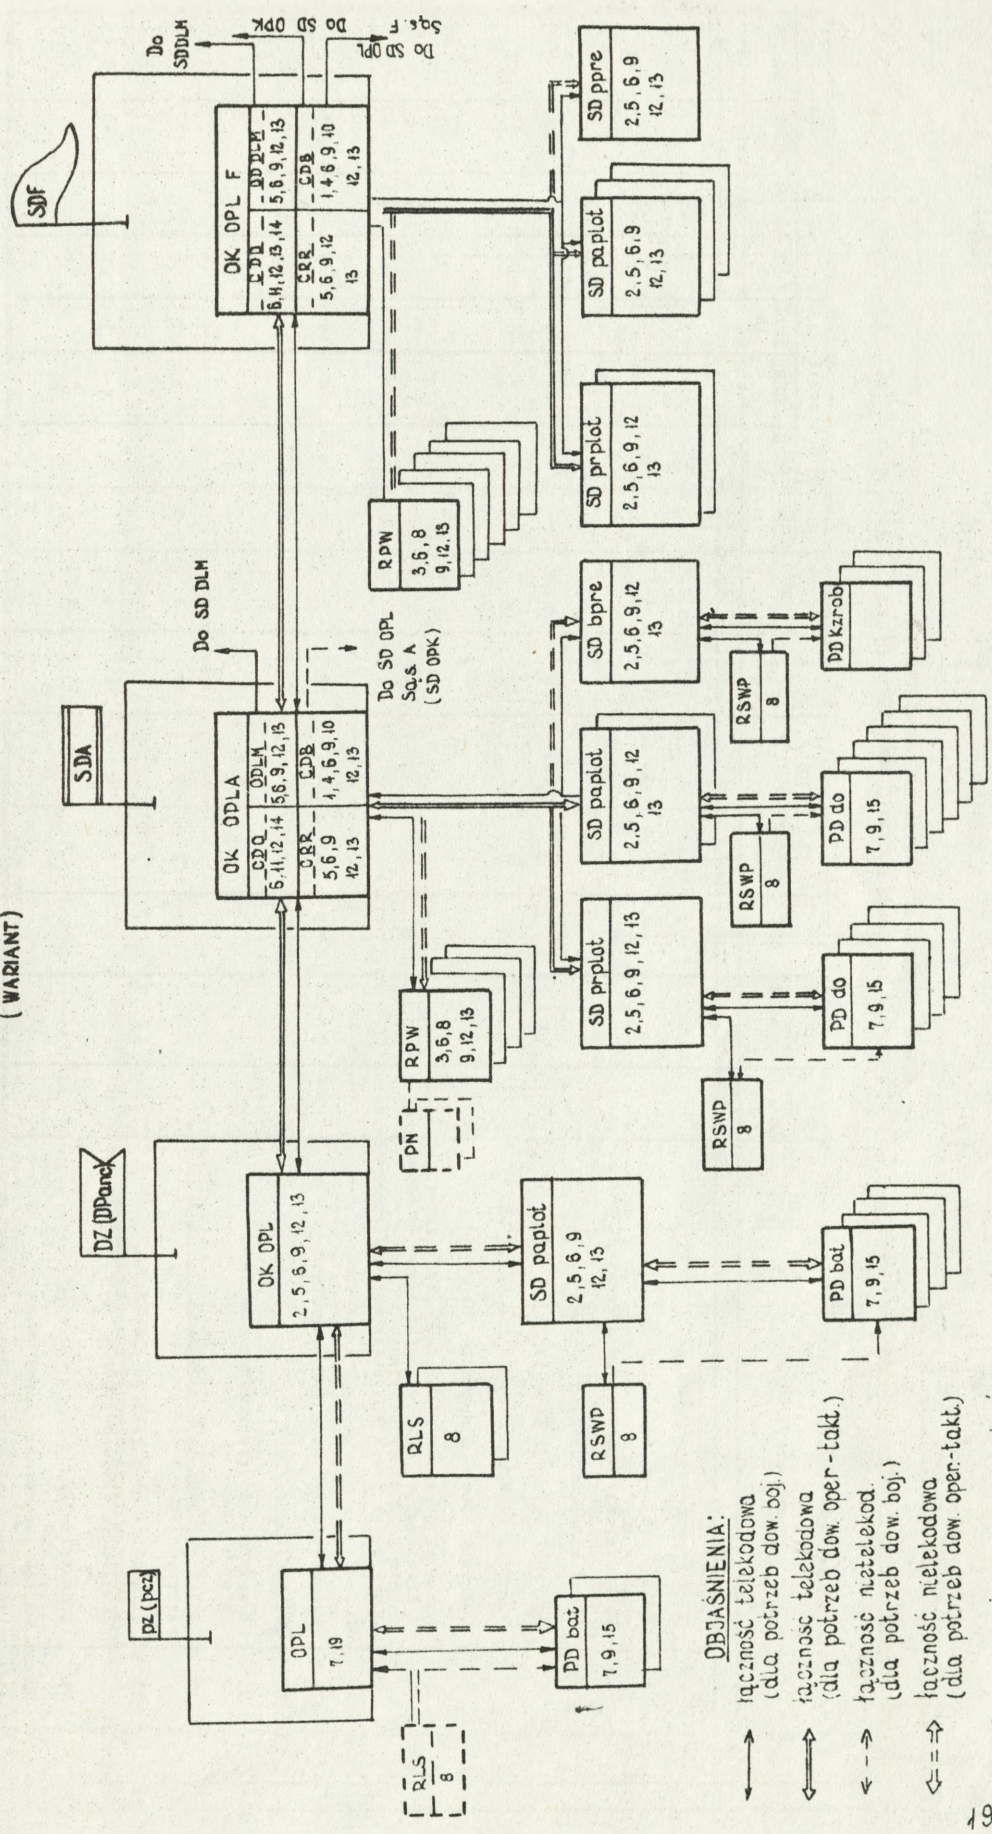 (WARIANT)
pz (pcz)
OPL
7,19
RLS
8
PD bat
7,9,15
DZ (DPanc)
OK OPL
2,5,6,9,12,13
RLS
8
SD paplot
2,5,6,9
12,13
RSWP
8
PD bat
7,9,15
SDA
OK OPLA
CDO
6,11,12,14
ODLM
5,6,9,12,13
CRR
5,6,9
12,13
CDB
1,4,6,9,10
12,13
Do SD DLM
Do SD OPL
Sąs. A
(SD OPK)
RPW
3,6,8
9,12,13
PN
SD prplot
2,5,6,9,12,13
RSWP
8
PD do
7,9,15
SD paplot
2,5,6,9,12
13
RSWP
8
PD do
7,9,15
SD bpre
2,5,6,9,12
13
RSWP
8
PD Kzrob
SDF
OK OPL F
CDO
6,11,12,13,14
ODDLM
5,6,9,12,13
CRR
5,6,9,12
13
CDB
1,4,6,9,10
12,13
Do
SDDLM
Do SD OPK
Do SD OPL
Sąs. F
RPW
3,6,8
9,12,13
SD prplot
2,5,6,9,12
13
SD paplot
2,5,6,9
12,13
SD ppre
2,5,6,9
12,13
OBJAŚNIENIA:
łączność telekodowa
(dla potrzeb dow. boj.)
łączność telekodowa
(dla potrzeb dow. oper-takt.)
łączność nietelekod.
(dla potrzeb dow. boj.)
łączność nielekodowa
(dla potrzeb dow. oper.-takt.)
19